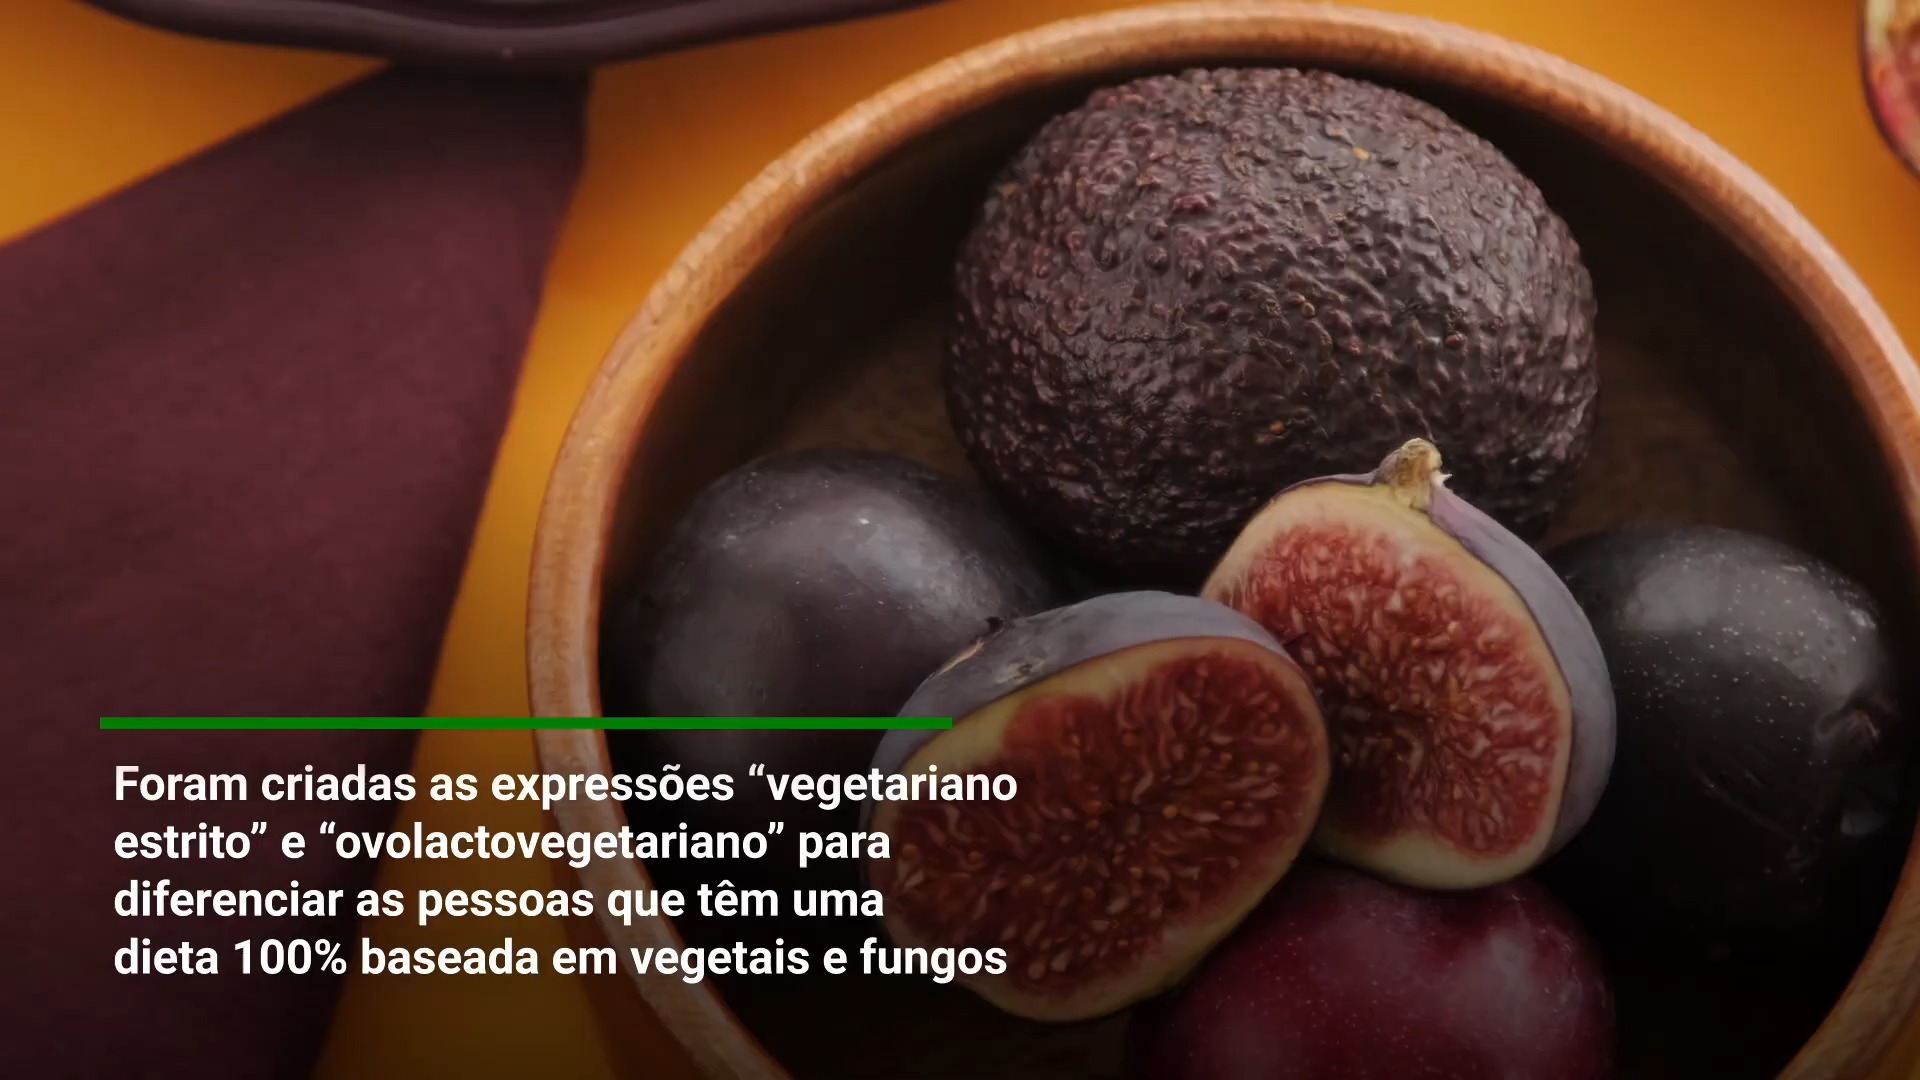 Foram criadas as expressões “vegetariano
estrito” e “ovolactovegetariano” para
diferenciar as pessoas que têm uma
dieta 100% baseada em vegetais e fungos